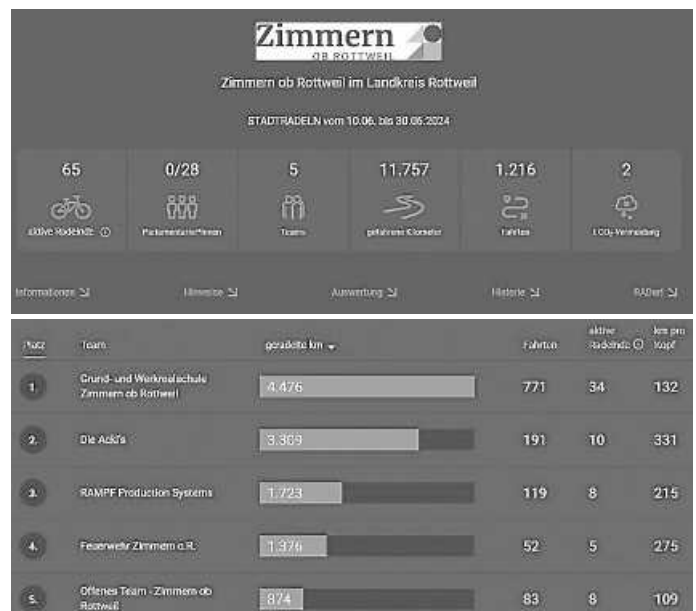 Zimmern
OB ROTTWEIL
Zimmern ob Rottweil im Landkreis Rottweil
STADTRADELN vom 10.06. bis 30.06.2024
65 0/28 5 11.757 1.216 2
aktive Radelnde Parlamentarier*innen Teams geradelte Kilometer Fahrten t CO₂-Vermeidung
Informationen Hinweise Auswertung Historie RADar!
Platz Team geradelte km Fahrten aktive Radelnde km pro Kopf
1. Grund- und Werkrealschule Zimmern ob Rottweil 4.476 771 34 132
2. Die Acki's 3.309 191 10 331
3. RAMPF Production Systems 1.723 119 8 215
4. Feuerwehr Zimmern o.R. 1.376 52 5 275
5. Offenes Team - Zimmern ob Rottweil 874 83 8 109